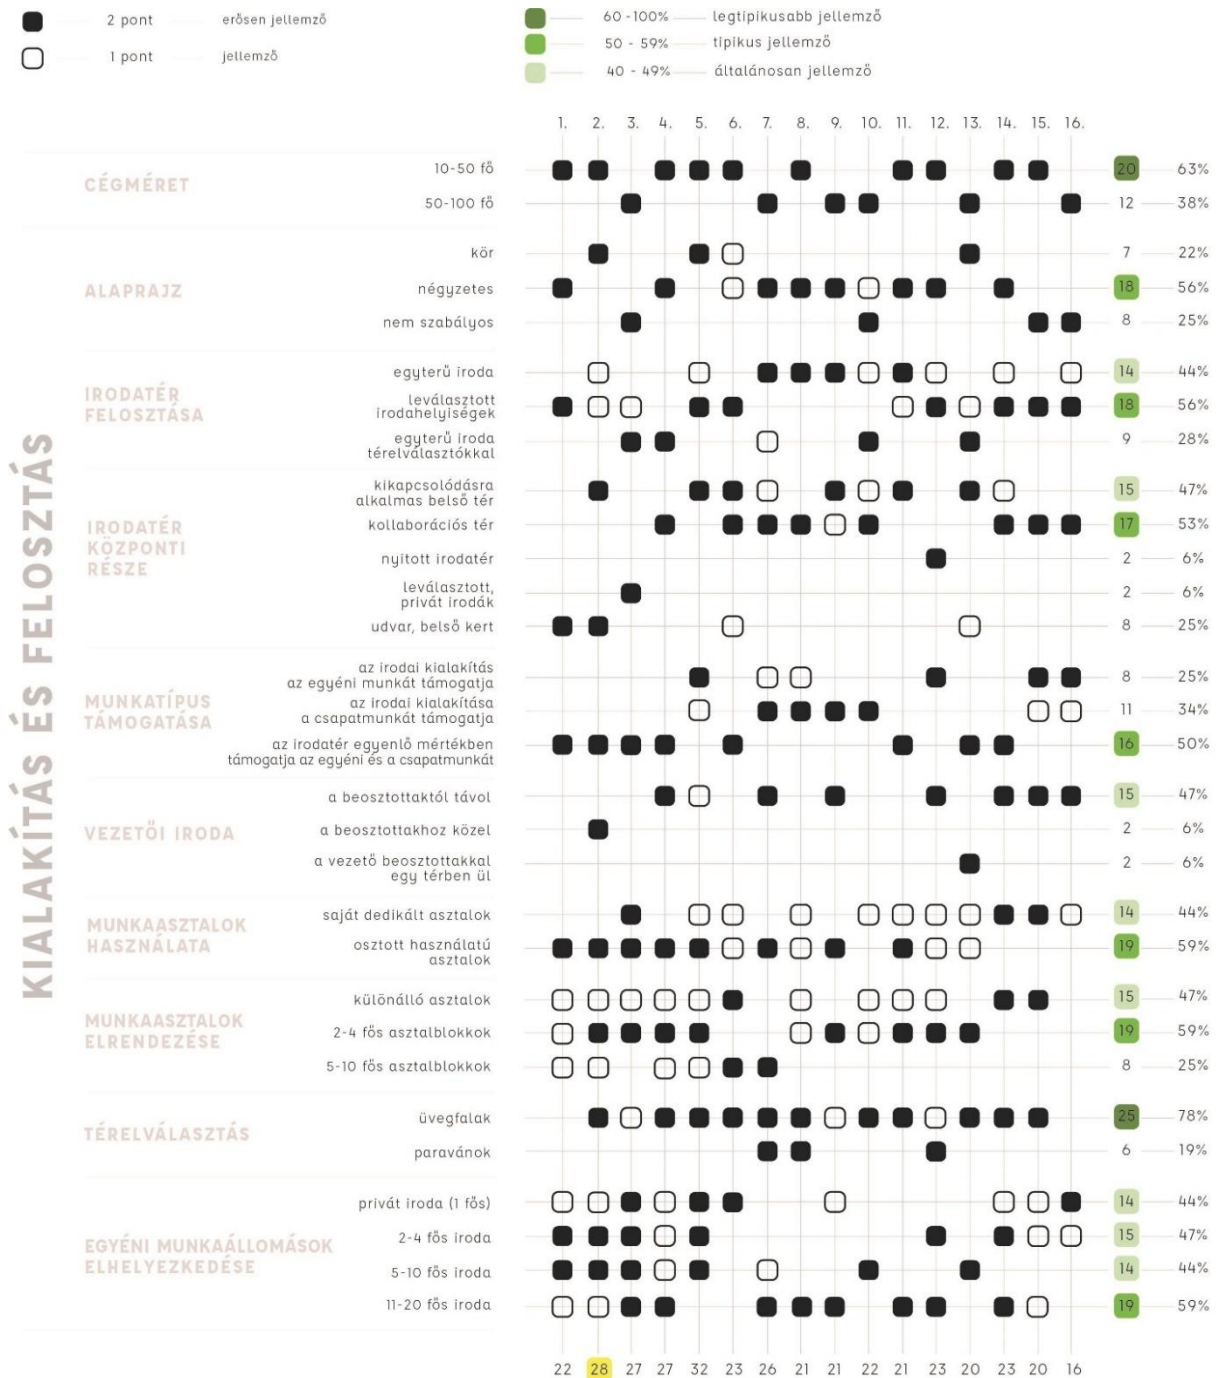 2 pont erősen jellemző
1 pont jellemző
60 -100% legtipikusabb jellemző
50 - 59% tipikus jellemző
40 - 49% általánosan jellemző
1. 2. 3. 4. 5. 6. 7. 8. 9. 10. 11. 12. 13. 14. 15. 16.
KIALAKÍTÁS ÉS FELOSZTÁS
CÉGMÉRET
10-50 fő 20 63%
50-100 fő 12 38%
ALAPRAJZ
kör 7 22%
négyzetes 18 56%
nem szabályos 8 25%
IRODATÉR
FELOSZTÁSA
egyterű iroda 14 44%
leválasztott
irodahelyiségek 18 56%
egyterű iroda
térelválasztókkal 9 28%
IRODATÉR
KÖZPONTI
RÉSZE
kikapcsolódásra
alkalmas belső tér 15 47%
kollaborációs tér 17 53%
nyitott irodatér 2 6%
leválasztott,
privát irodák 2 6%
udvar, belső kert 8 25%
MUNKATÍPUS
TÁMOGATÁSA
az irodai kialakítás
az egyéni munkát támogatja 8 25%
az irodai kialakítása
a csapatmunkát támogatja 11 34%
az irodatér egyenlő mértékben
támogatja az egyéni és a csapatmunkát 16 50%
VEZETŐI IRODA
a beosztottaktól távol 15 47%
a beosztottakhoz közel 2 6%
a vezető beosztottakkal
egy térben ül 2 6%
MUNKAASZTALOK
HASZNÁLATA
saját dedikált asztalok 14 44%
osztott használatú
asztalok 19 59%
MUNKAASZTALOK
ELRENDEZÉSE
különálló asztalok 15 47%
2-4 fős asztalblokkok 19 59%
5-10 fős asztalblokkok 8 25%
TÉRELVÁLASZTÁS
üvegfalak 25 78%
paravánok 6 19%
EGYÉNI MUNKAÁLLOMÁSOK
ELHELYEZKEDÉSE
privát iroda (1 fős) 14 44%
2-4 fős iroda 15 47%
5-10 fős iroda 14 44%
11-20 fős iroda 19 59%
22 28 27 27 32 23 26 21 21 22 21 23 20 23 20 16